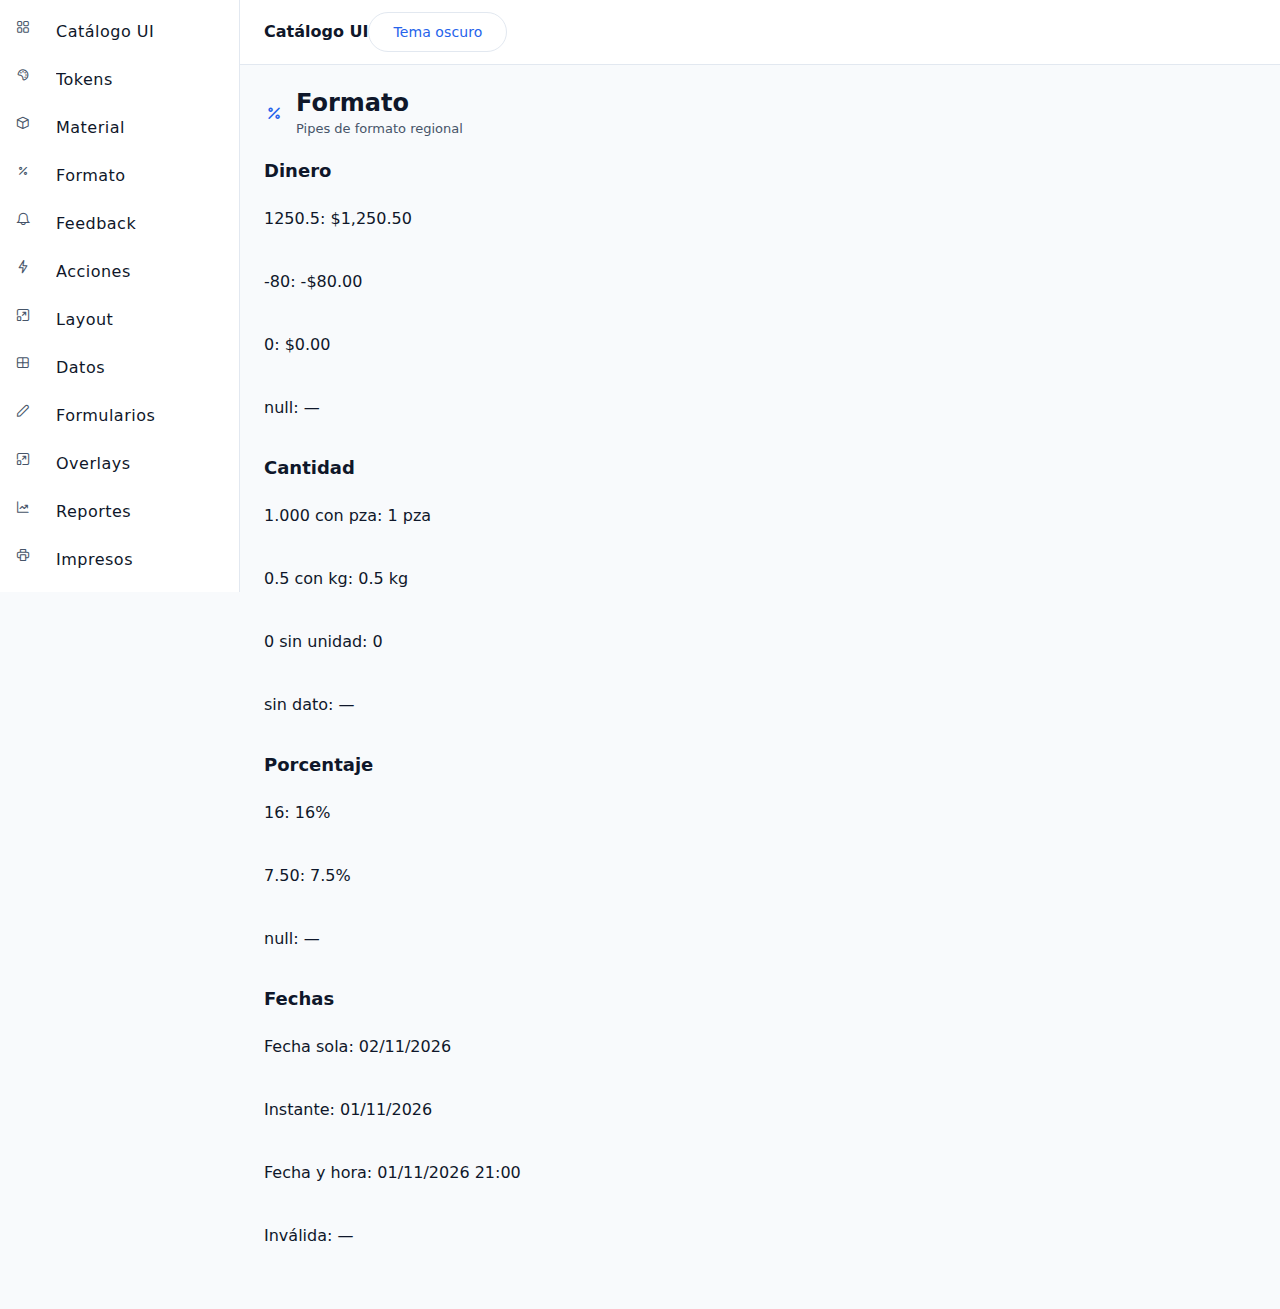 Catálogo UI
Tokens
Material
Formato
Feedback
Acciones
Layout
Datos
Formularios
Overlays
Reportes
Impresos
Catálogo UI
Tema oscuro
Formato
Pipes de formato regional
Dinero
1250.5: $1,250.50
-80: -$80.00
0: $0.00
null: —
Cantidad
1.000 con pza: 1 pza
0.5 con kg: 0.5 kg
0 sin unidad: 0
sin dato: —
Porcentaje
16: 16%
7.50: 7.5%
null: —
Fechas
Fecha sola: 02/11/2026
Instante: 01/11/2026
Fecha y hora: 01/11/2026 21:00
Inválida: —